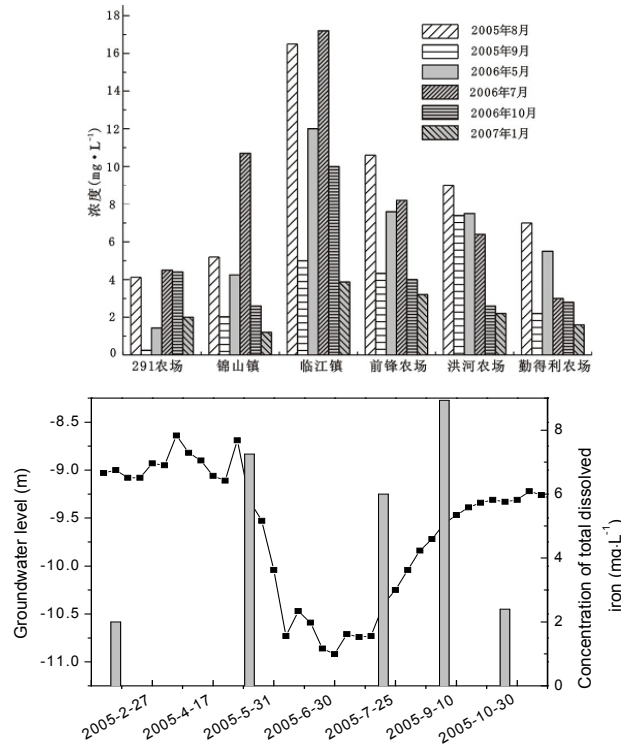 18
16
14
12
10
8
6
4
2
0
浓度(mg·L⁻¹)
2005年8月
2005年9月
2006年5月
2006年7月
2006年10月
2007年1月
291农场 锦山镇 临江镇 前锋农场 洪河农场 勤得利农场
-8.5
-9.0
-9.5
-10.0
-10.5
-11.0
Groundwater level (m)
8
6
4
2
0
Concentration of total dissolved
iron (mg·L⁻¹)
2005-2-27 2005-4-17 2005-5-31 2005-6-30 2005-7-25 2005-9-10 2005-10-30